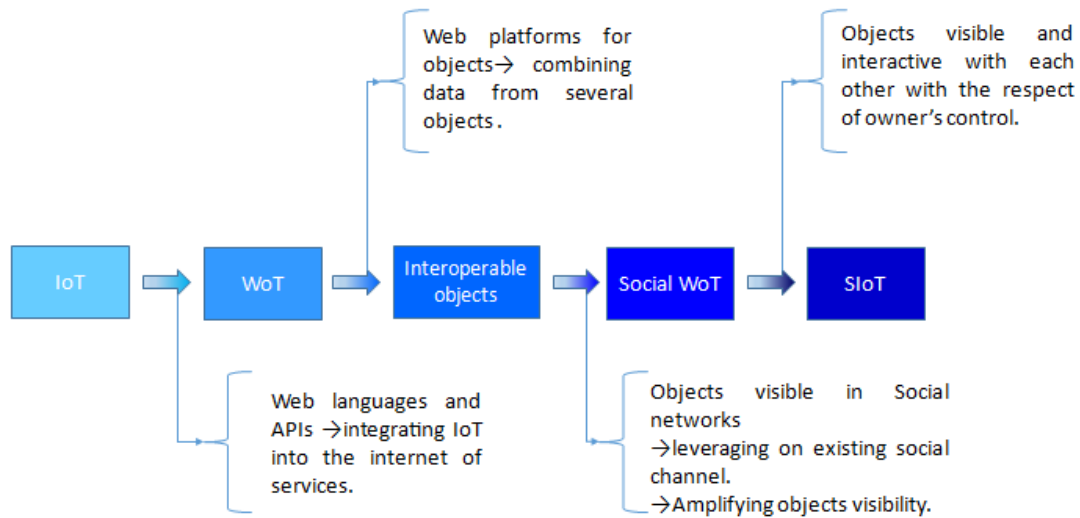 Web platforms for
objects→ combining
data from several
objects.
Objects visible and
interactive with each
other with the respect
of owner's control.
IoT
WoT
Interoperable
objects
Social WoT
SIoT
Web languages and
APIs →integrating IoT
into the internet of
services.
Objects visible in Social
networks
→leveraging on existing social
channel.
→Amplifying objects visibility.